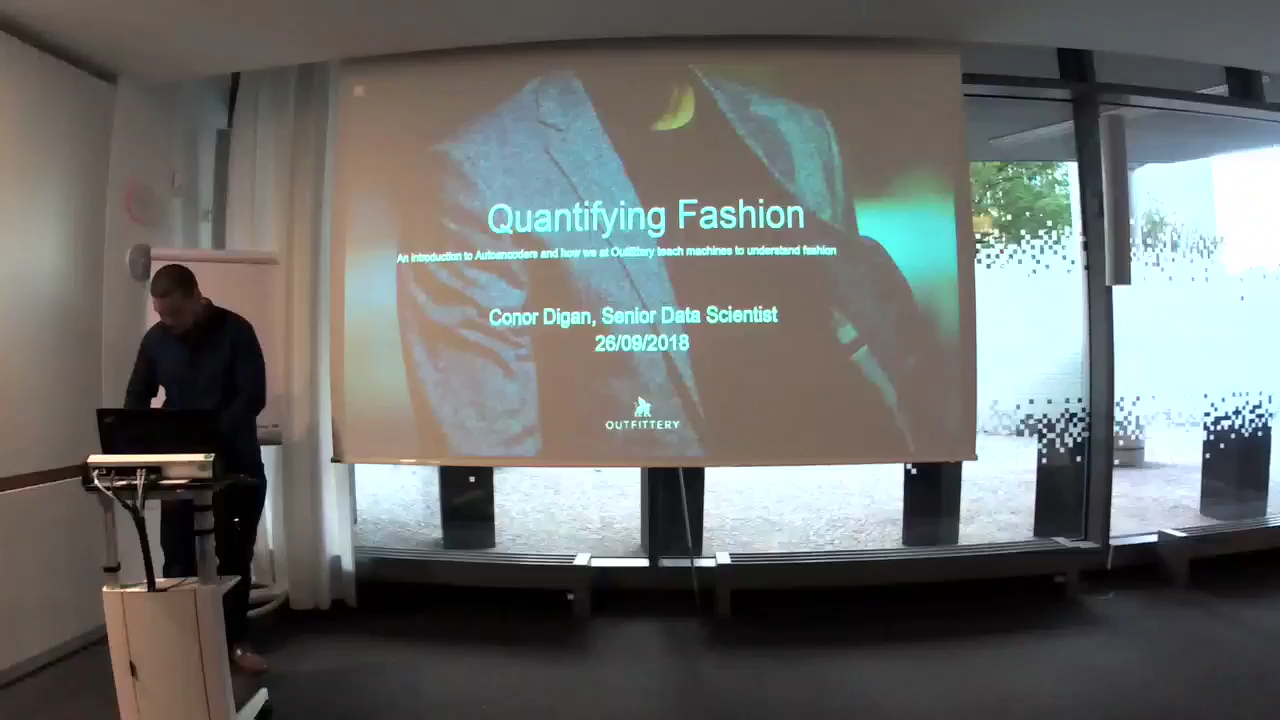 Quantifying Fashion
An introduction to Autoencoders and how we at Outfittery teach machines to understand fashion
Conor Digan, Senior Data Scientist
26/09/2018
OUTFITTERY